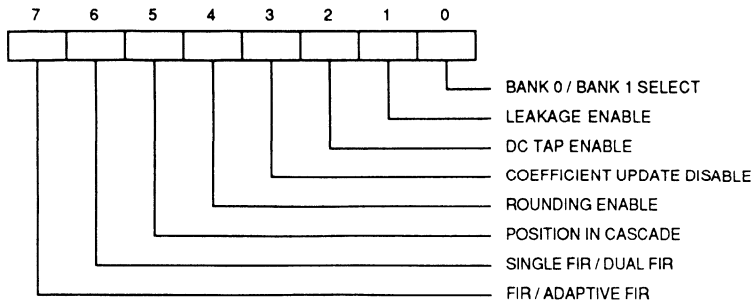 7 6 5 4 3 2 1 0
BANK 0 / BANK 1 SELECT
LEAKAGE ENABLE
DC TAP ENABLE
COEFFICIENT UPDATE DISABLE
ROUNDING ENABLE
POSITION IN CASCADE
SINGLE FIR / DUAL FIR
FIR / ADAPTIVE FIR